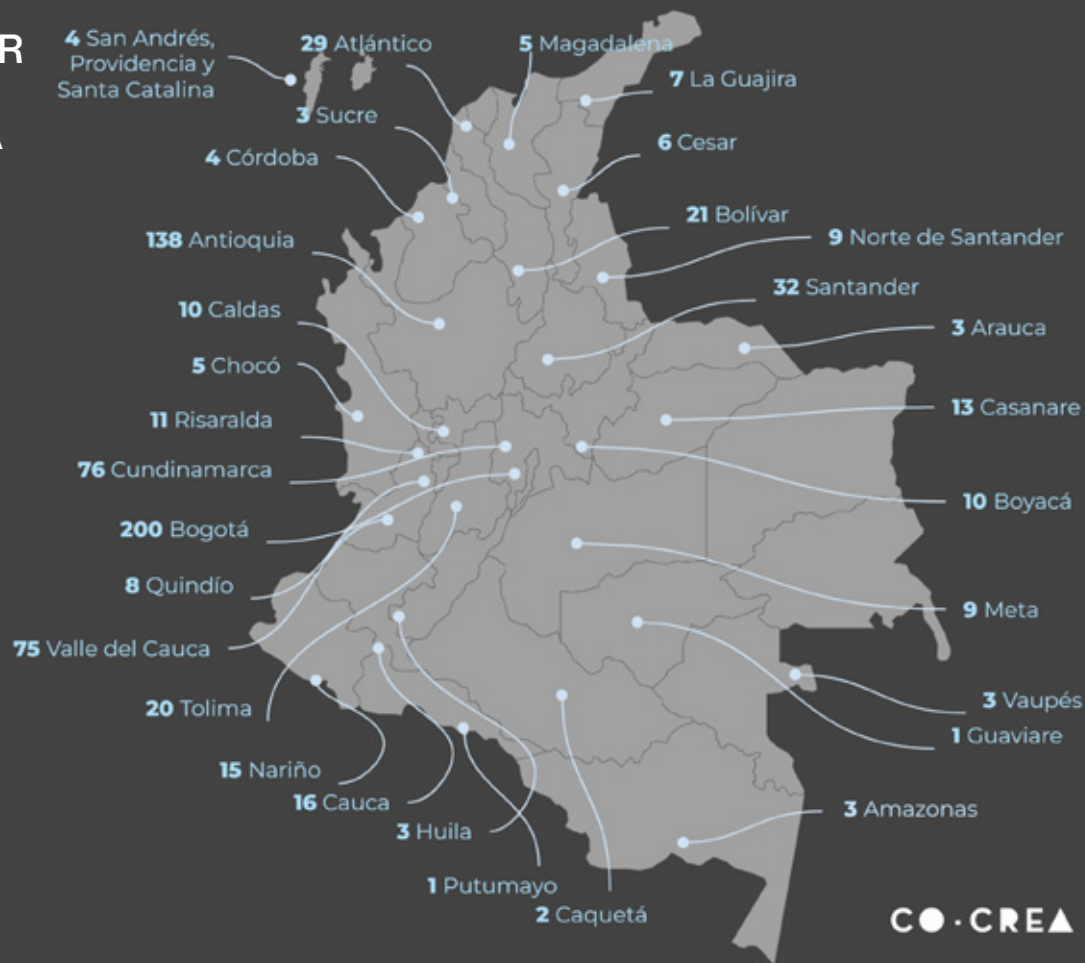 R
A
4 San Andrés,
Providencia y
Santa Catalina
29 Atlántico
5 Magadalena
7 La Guajira
3 Sucre
6 Cesar
4 Córdoba
21 Bolívar
9 Norte de Santander
138 Antioquia
32 Santander
10 Caldas
3 Arauca
5 Chocó
13 Casanare
11 Risaralda
76 Cundinamarca
10 Boyacá
200 Bogotá
8 Quindío
9 Meta
75 Valle del Cauca
3 Vaupés
20 Tolima
1 Guaviare
15 Nariño
16 Cauca
3 Amazonas
3 Huila
1 Putumayo
2 Caquetá
CO·CREA